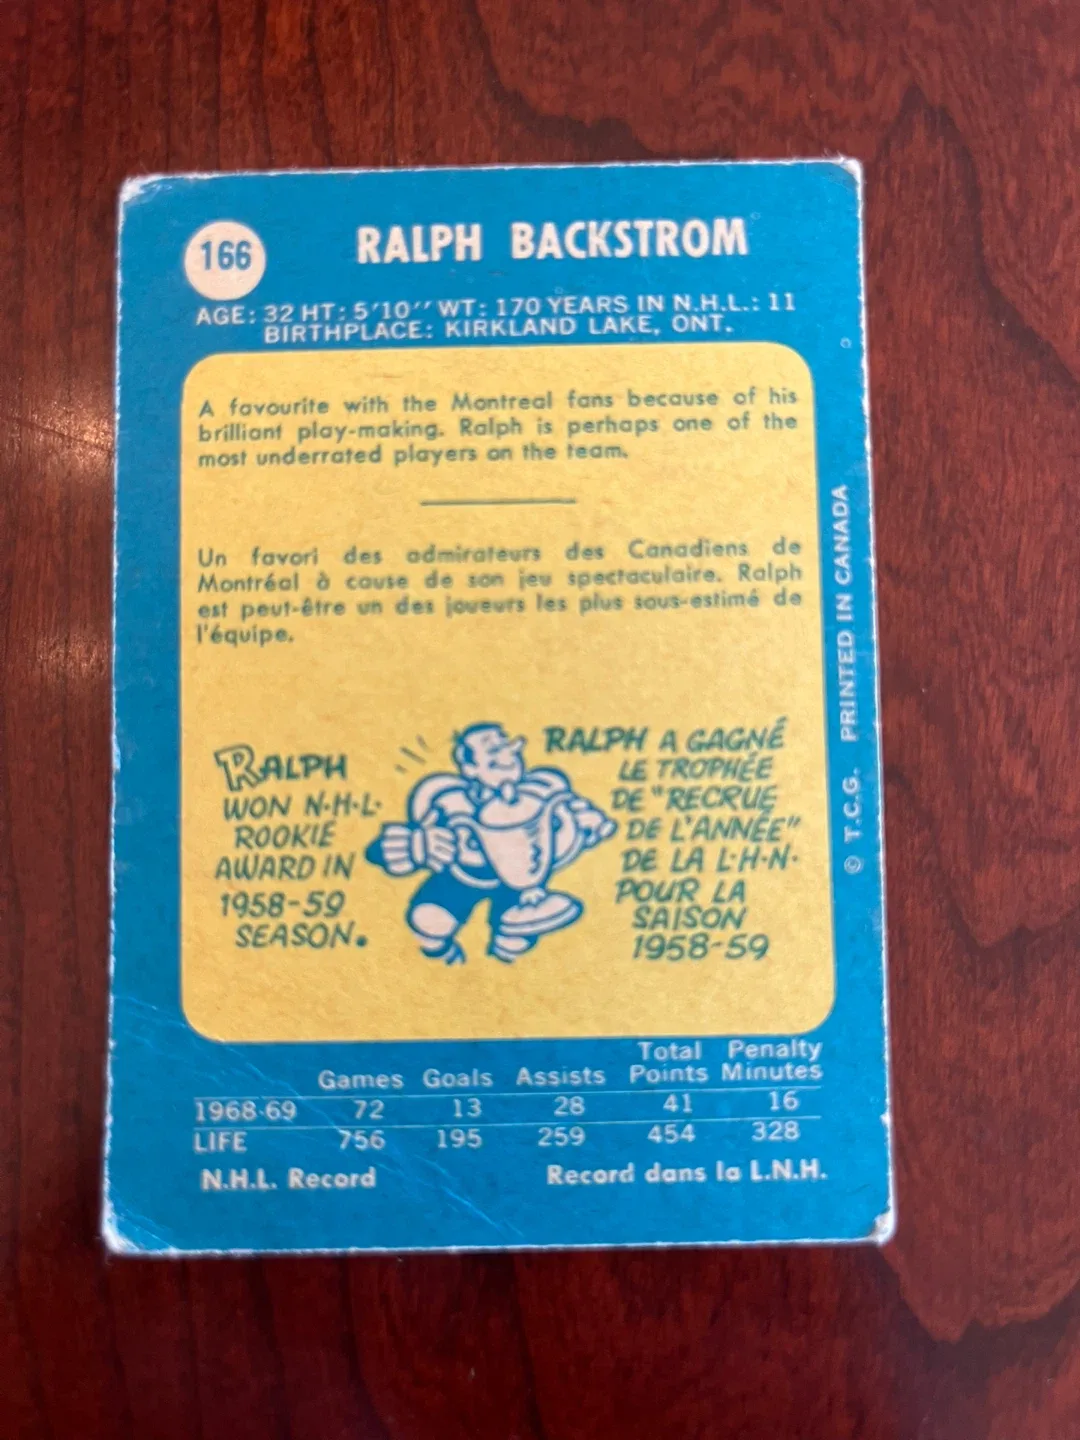 166
RALPH BACKSTROM
AGE: 32 HT: 5'10'' WT: 170 YEARS IN N.H.L.: 11
BIRTHPLACE: KIRKLAND LAKE, ONT.
A favourite with the Montreal fans because of his
brilliant play-making. Ralph is perhaps one of the
most underrated players on the team.
Un favori des admirateurs des Canadiens de
Montréal à cause de son jeu spectaculaire. Ralph
est peut-être un des joueurs les plus sous-estimé de
l'équipe.
RALPH
WON N·H·L·
ROOKIE
AWARD IN
1958-59
SEASON.
RALPH A GAGNÉ
LE TROPHÉE
DE "RECRUE
DE L'ANNÉE"
DE LA L·H·N·
POUR LA
SAISON
1958-59
Total Penalty
Games Goals Assists Points Minutes
1968-69 72 13 28 41 16
LIFE 756 195 259 454 328
N.H.L. Record Record dans la L.N.H.
© T.C.G. PRINTED IN CANADA